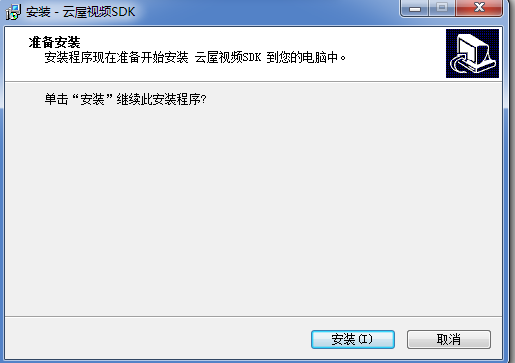 安装 - 云屋视频SDK
准备安装
安装程序现在准备开始安装 云屋视频SDK 到您的电脑中。
单击“安装”继续此安装程序?
安装(I)
取消